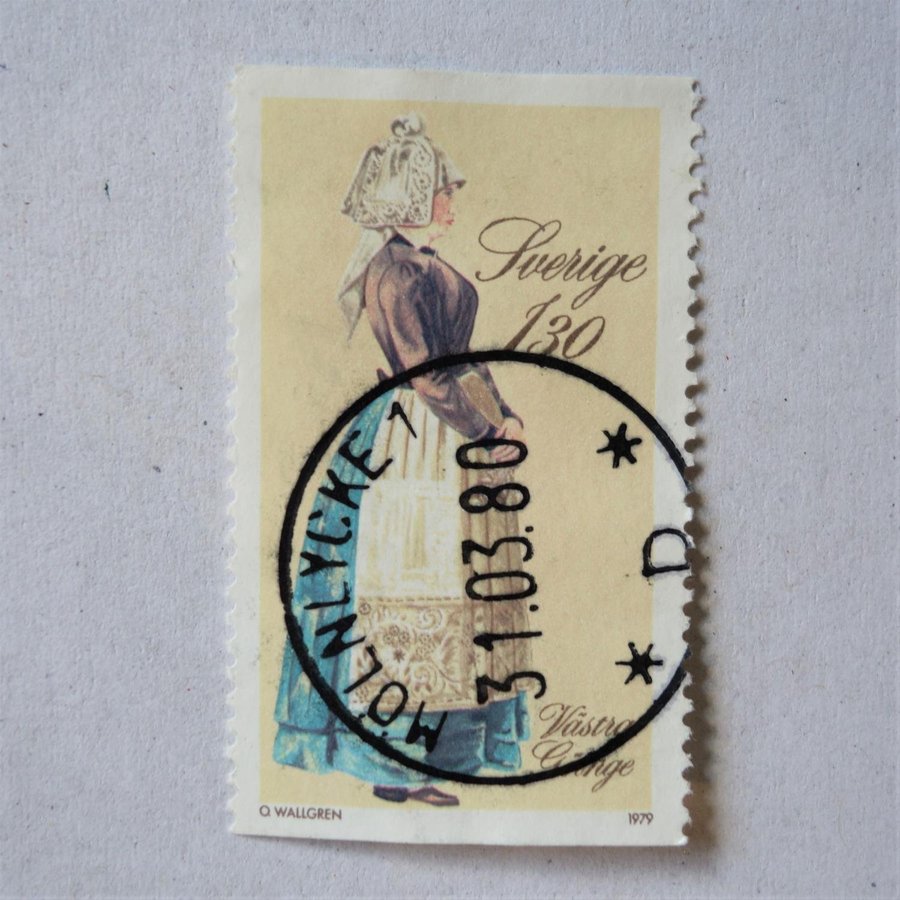 Sverige
1.30
MÖLNLYCKE 1
31.03.80
* D *
Västra
Göinge
O. WALLGREN
1979